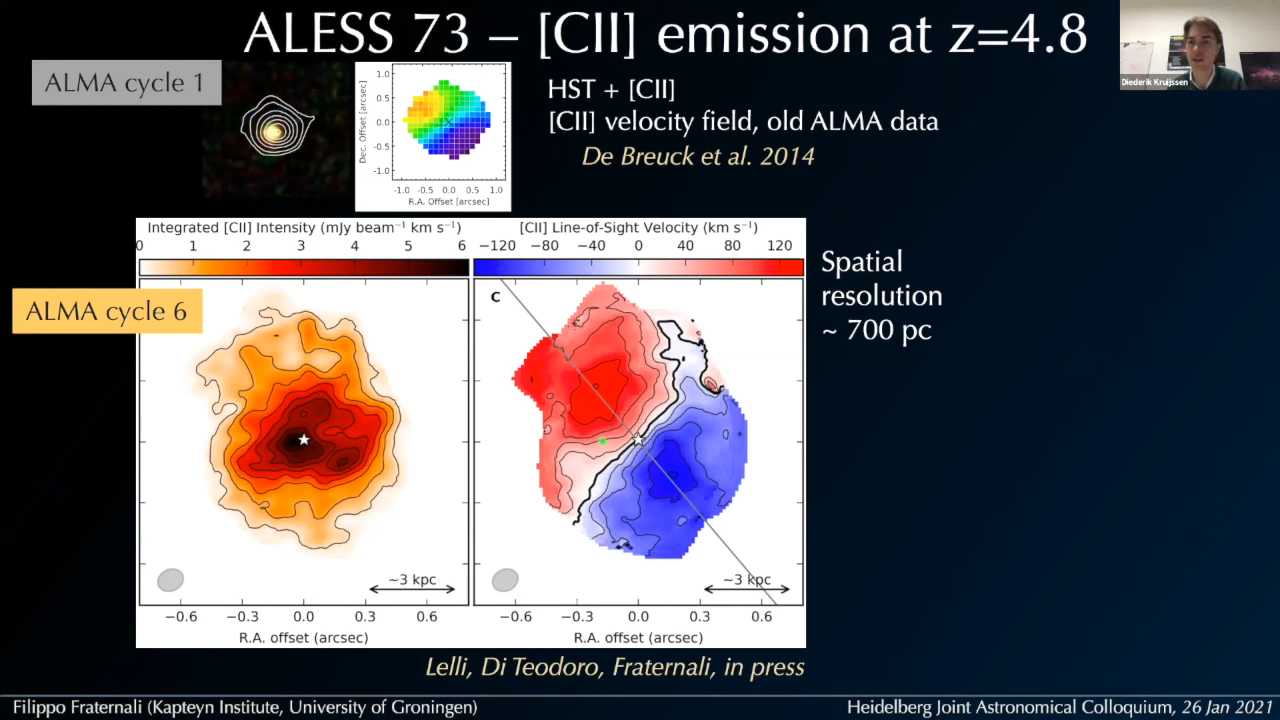 ALESS 73 – [CII] emission at z=4.8
Diederik Kruijssen
ALMA cycle 1
Dec. Offset [arcsec]
1.0
0.5
0.0
-0.5
-1.0
-1.0 -0.5 0.0 0.5 1.0
R.A. Offset [arcsec]
HST + [CII]
[CII] velocity field, old ALMA data
De Breuck et al. 2014
Integrated [CII] Intensity (mJy beam⁻¹ km s⁻¹)
0 1 2 3 4 5 6
[CII] Line-of-Sight Velocity (km s⁻¹)
−120 −80 −40 0 40 80 120
ALMA cycle 6
C
~3 kpc
~3 kpc
−0.6 −0.3 0.0 0.3 0.6
R.A. offset (arcsec)
−0.6 −0.3 0.0 0.3 0.6
R.A. offset (arcsec)
Spatial
resolution
~ 700 pc
Lelli, Di Teodoro, Fraternali, in press
Filippo Fraternali (Kapteyn Institute, University of Groningen)
Heidelberg Joint Astronomical Colloquium, 26 Jan 2021